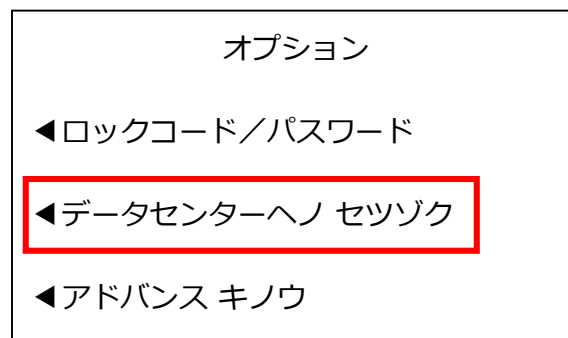 オプション
◀ロックコード／パスワード
◀データセンターヘノ セツゾク
◀アドバンス キノウ